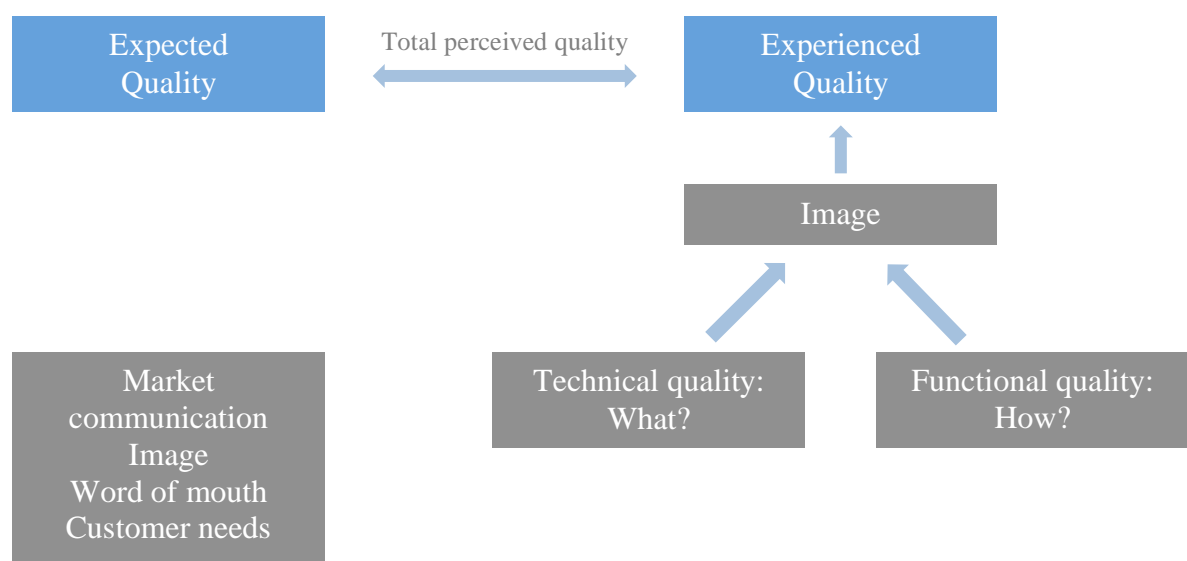 Expected
Quality
Total perceived quality
Experienced
Quality
Image
Market
communication
Image
Word of mouth
Customer needs
Technical quality:
What?
Functional quality:
How?